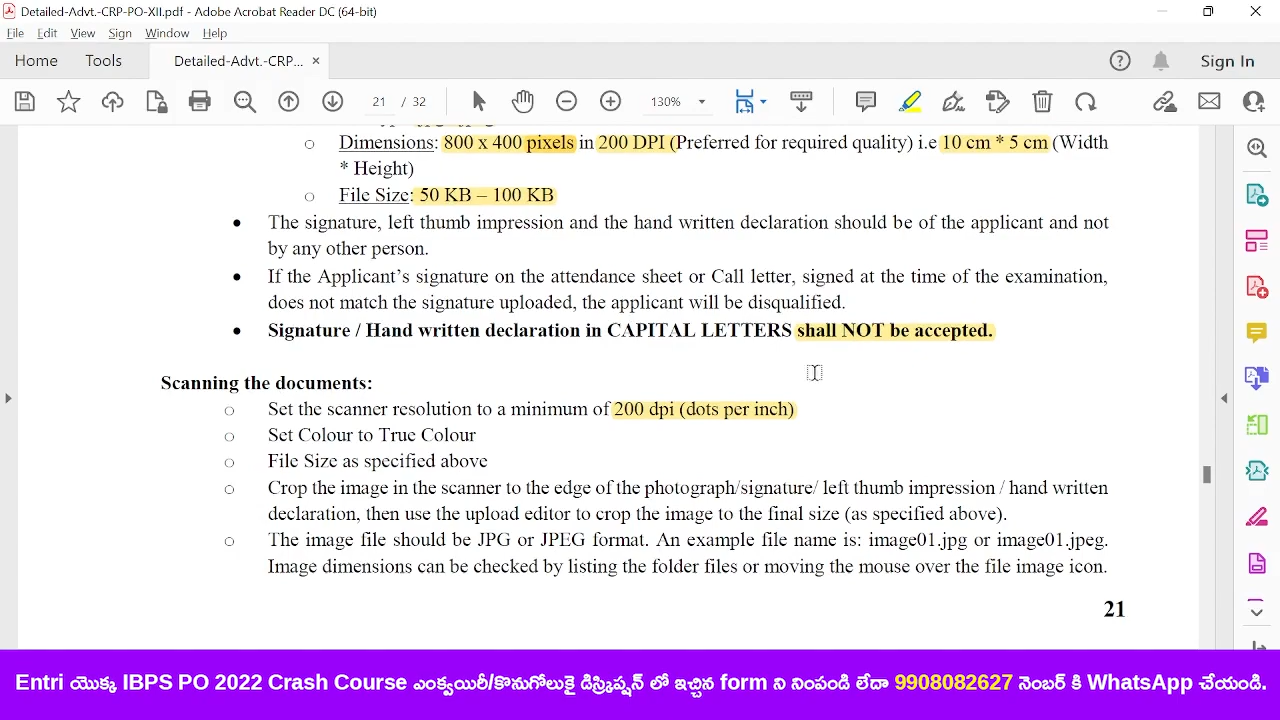 Detailed-Advt.-CRP-PO-XII.pdf - Adobe Acrobat Reader DC (64-bit)
File Edit View Sign Window Help
Home Tools Detailed-Advt.-CRP... × Sign In
21 / 32 130%
○ Dimensions: 800 x 400 pixels in 200 DPI (Preferred for required quality) i.e 10 cm * 5 cm (Width
* Height)
○ File Size: 50 KB – 100 KB
• The signature, left thumb impression and the hand written declaration should be of the applicant and not
by any other person.
• If the Applicant's signature on the attendance sheet or Call letter, signed at the time of the examination,
does not match the signature uploaded, the applicant will be disqualified.
• Signature / Hand written declaration in CAPITAL LETTERS shall NOT be accepted.
Scanning the documents:
○ Set the scanner resolution to a minimum of 200 dpi (dots per inch)
○ Set Colour to True Colour
○ File Size as specified above
○ Crop the image in the scanner to the edge of the photograph/signature/ left thumb impression / hand written
declaration, then use the upload editor to crop the image to the final size (as specified above).
○ The image file should be JPG or JPEG format. An example file name is: image01.jpg or image01.jpeg.
Image dimensions can be checked by listing the folder files or moving the mouse over the file image icon.
21
Entri యొక్క IBPS PO 2022 Crash Course ఎంక్వయిరీ/కొనుగోలుకై డిస్క్రిప్షన్ లో ఇచ్చిన form ని నింపండి లేదా 9908082627 నెంబర్ కి WhatsApp చేయండి.